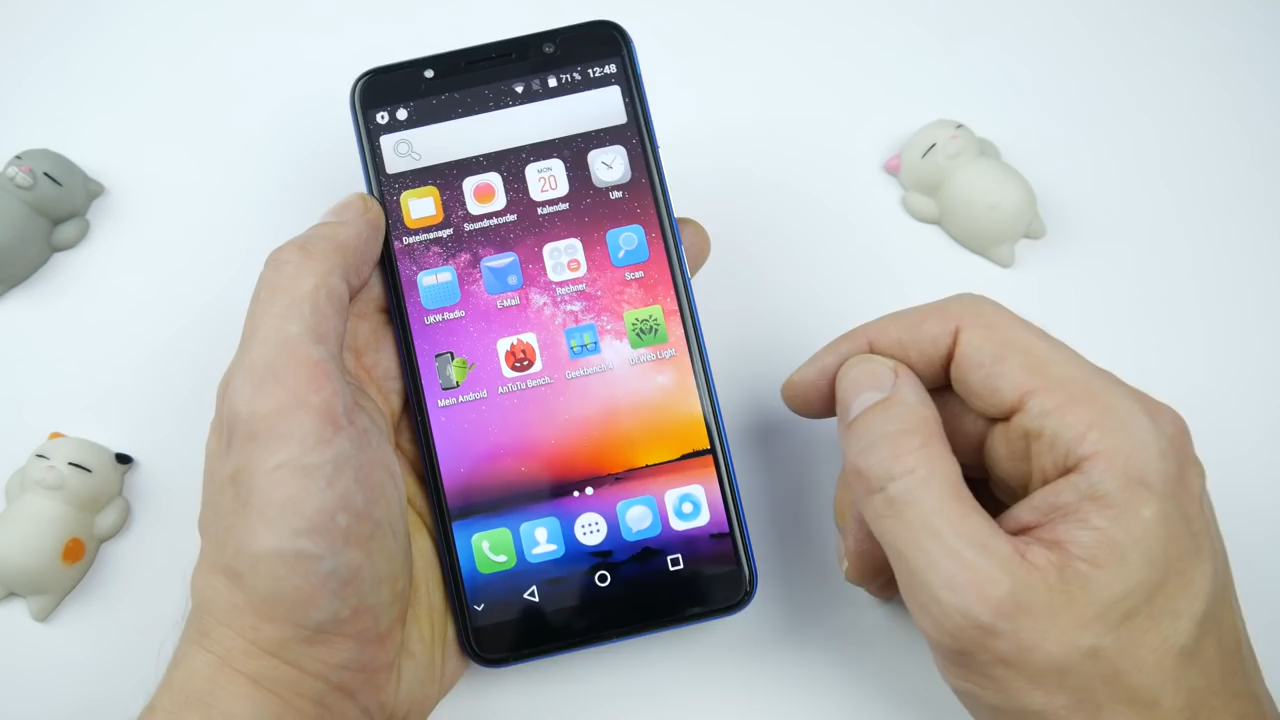 71 % 12:48
Dateimanager
Soundrekorder
MON
20
Kalender
Uhr
UKW-Radio
E-Mail
Rechner
Scan
Mein Android
AnTuTu Bench..
Geekbench 4
Dr.Web Light.